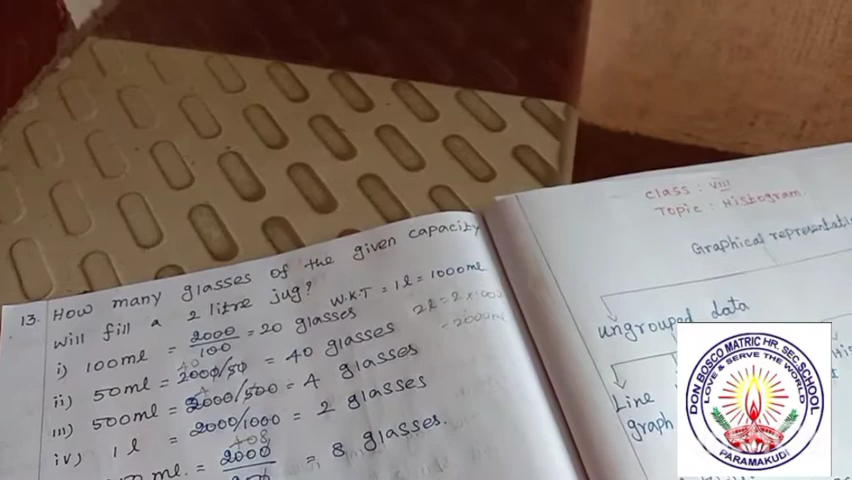 13. How many glasses of the given capacity
will fill a 2 litre jug?
W.K.T = 1 l = 1000ml
2l = 2 x 1000
= 2000ml
i) 100ml = 2000/100 = 20 glasses
ii) 50ml = 2000/50 = 40 glasses
iii) 500ml = 2000/500 = 4 glasses
iv) 1 l = 2000/1000 = 2 glasses
ml. = 2000 = 8 glasses.
Class : VIII
Topic : Histogram
Graphical
ungrouped data
Line
graph
DON BOSCO MATRIC HR. SEC SCHOOL
LOVE & SERVE THE WORLD
PARAMAKUDI